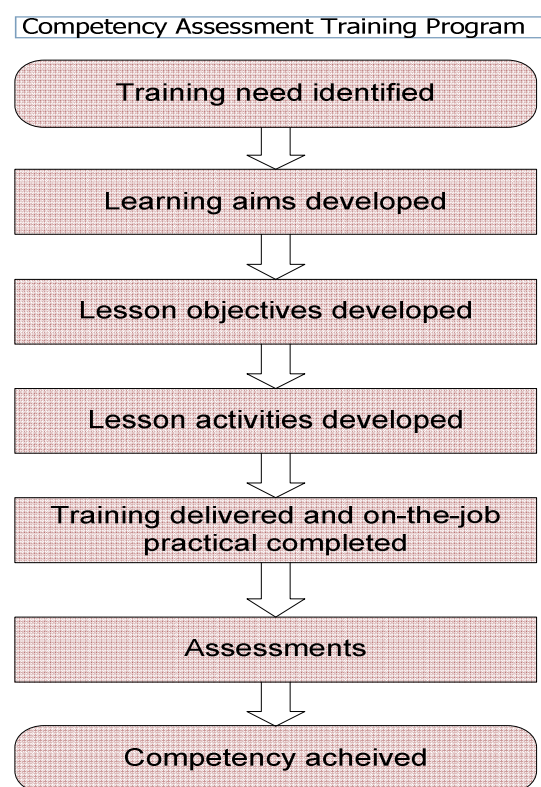 Competency Assessment Training Program
Training need identified
Learning aims developed
Lesson objectives developed
Lesson activities developed
Training delivered and on-the-job
practical completed
Assessments
Competency acheived